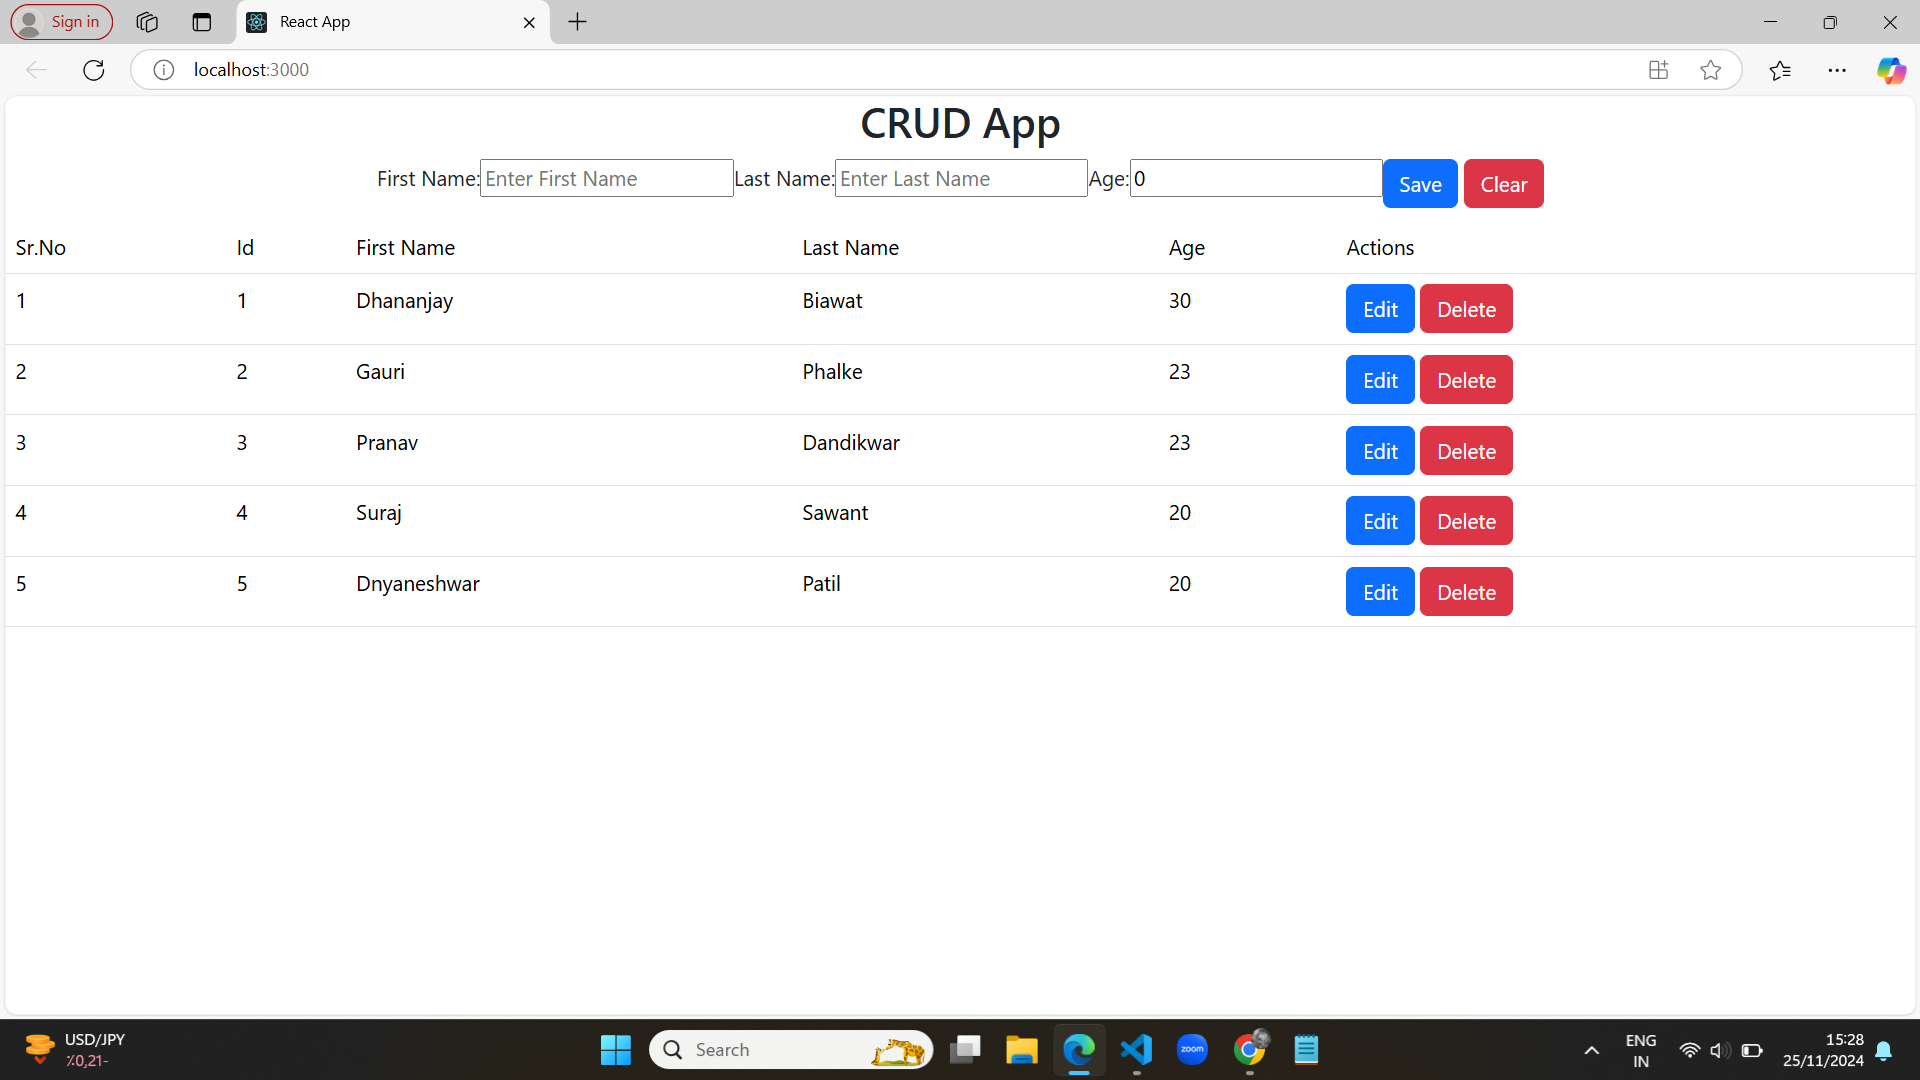 Sign in
React App
localhost:3000
CRUD App
First Name: Enter First Name Last Name: Enter Last Name Age: 0 Save Clear
Sr.No Id First Name Last Name Age Actions
1 1 Dhananjay Biawat 30 Edit Delete
2 2 Gauri Phalke 23 Edit Delete
3 3 Pranav Dandikwar 23 Edit Delete
4 4 Suraj Sawant 20 Edit Delete
5 5 Dnyaneshwar Patil 20 Edit Delete
USD/JPY
٪0,21-
Search
zoom
ENG
IN
15:28
25/11/2024